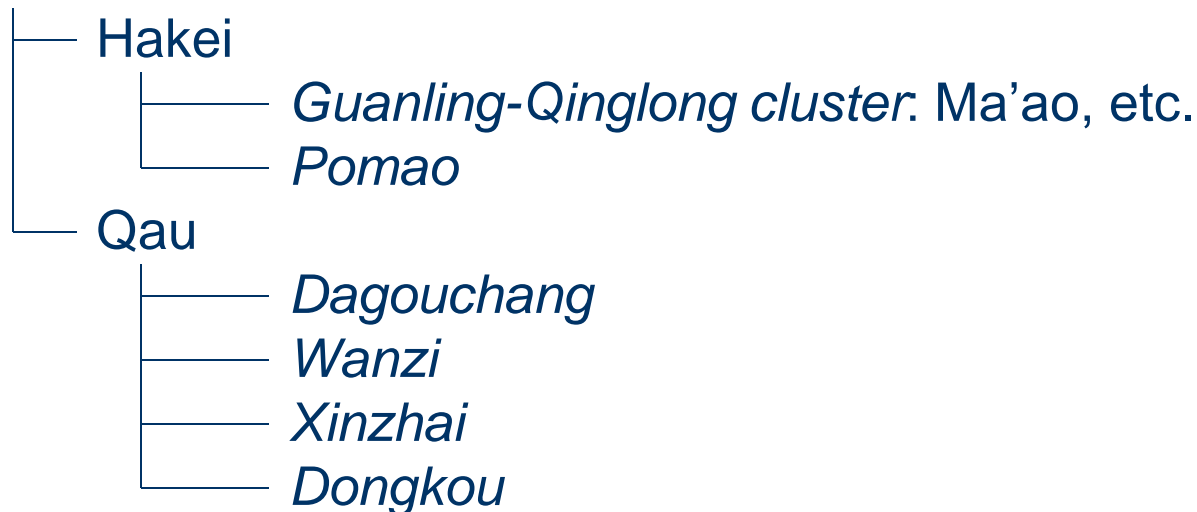 Hakei
Guanling-Qinglong cluster: Ma’ao, etc.
Pomao
Qau
Dagouchang
Wanzi
Xinzhai
Dongkou